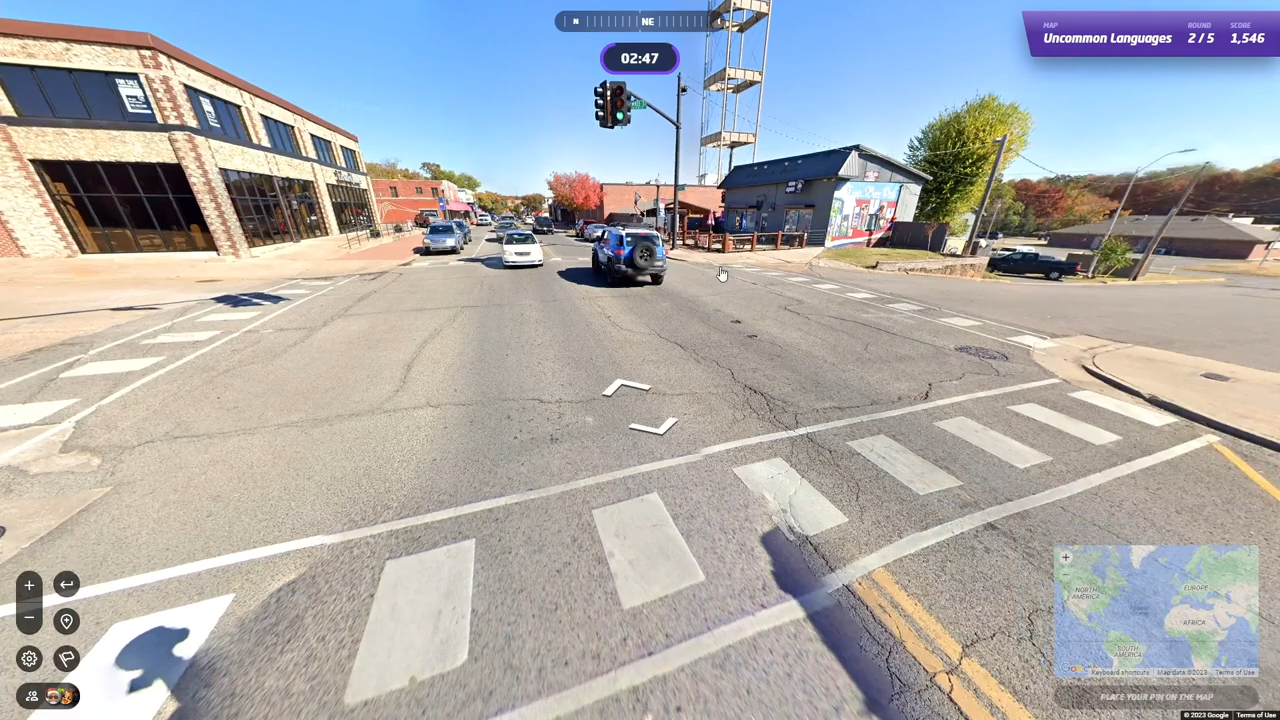 N
NE
02:47
MAP
Uncommon Languages
ROUND
2 / 5
SCORE
1,546
FOR SALE
NORTH
AMERICA
EUROPE
AFRICA
SOUTH
AMERICA
Google
Keyboard shortcuts
Map data ©2023
Terms of Use
PLACE YOUR PIN ON THE MAP
© 2023 Google
Terms of Use